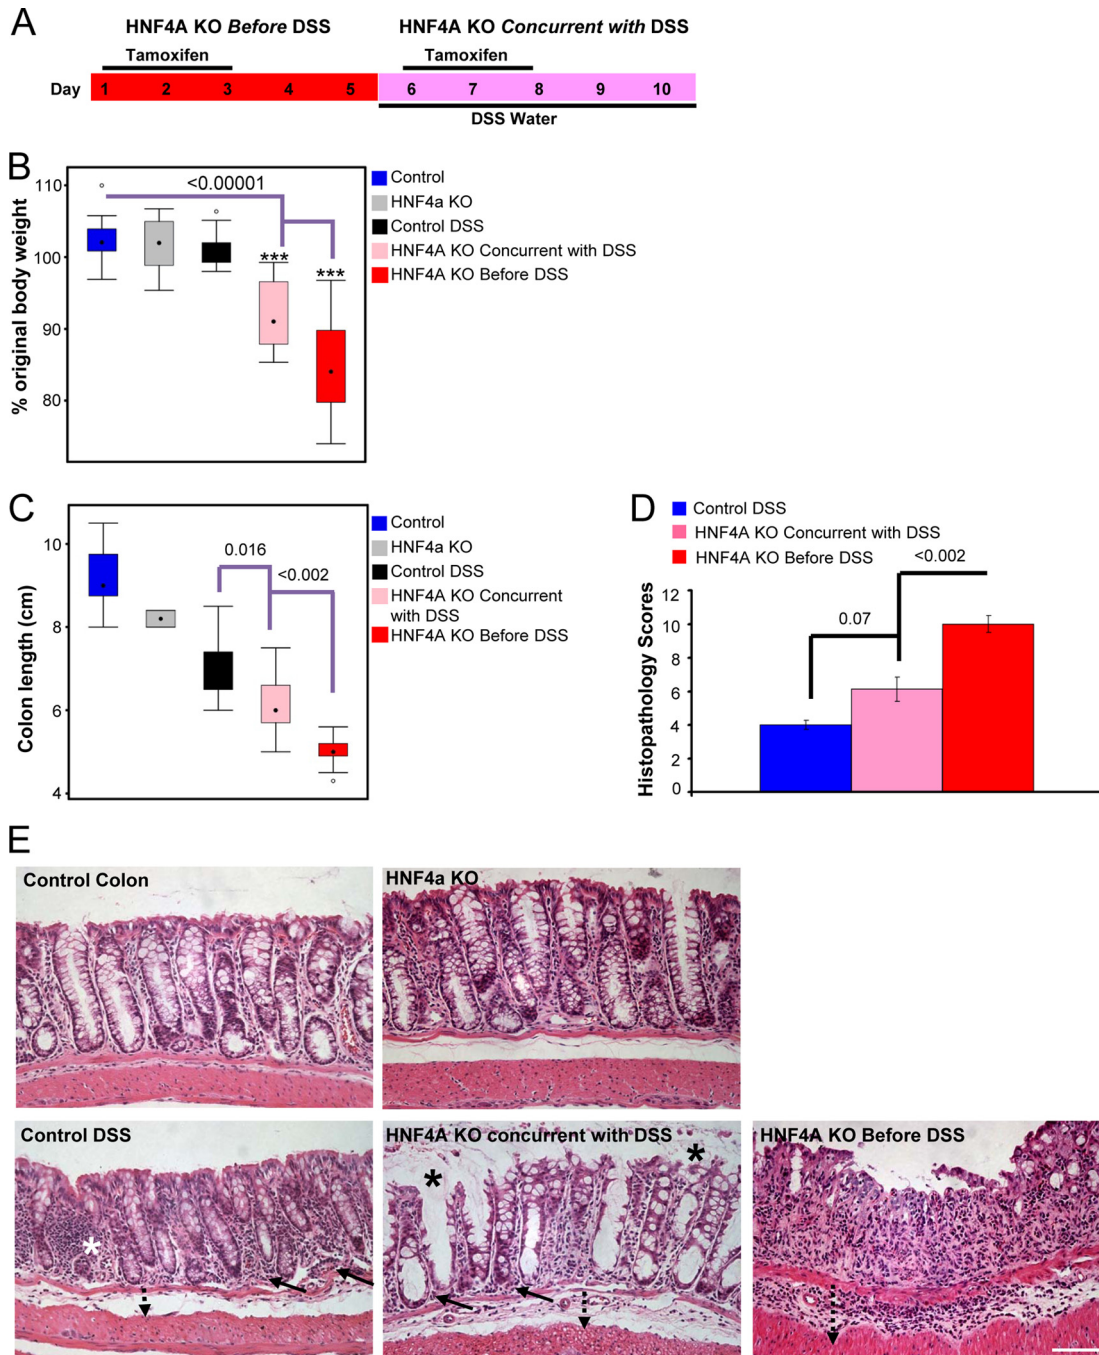 A
HNF4A KO Before DSS
HNF4A KO Concurrent with DSS
Tamoxifen
Tamoxifen
Day 1 2 3 4 5 6 7 8 9 10
DSS Water
B
% original body weight
110
100
90
80
<0.00001
***
***
Control
HNF4a KO
Control DSS
HNF4A KO Concurrent with DSS
HNF4A KO Before DSS
C
Colon length (cm)
10
8
6
4
0.016
<0.002
Control
HNF4a KO
Control DSS
HNF4A KO Concurrent
with DSS
HNF4A KO Before DSS
D
Control DSS
HNF4A KO Concurrent with DSS
HNF4A KO Before DSS
Histopathology Scores
12
10
8
6
4
2
0
0.07
<0.002
E
Control Colon
HNF4a KO
Control DSS
*
HNF4A KO concurrent with DSS
*
*
HNF4A KO Before DSS